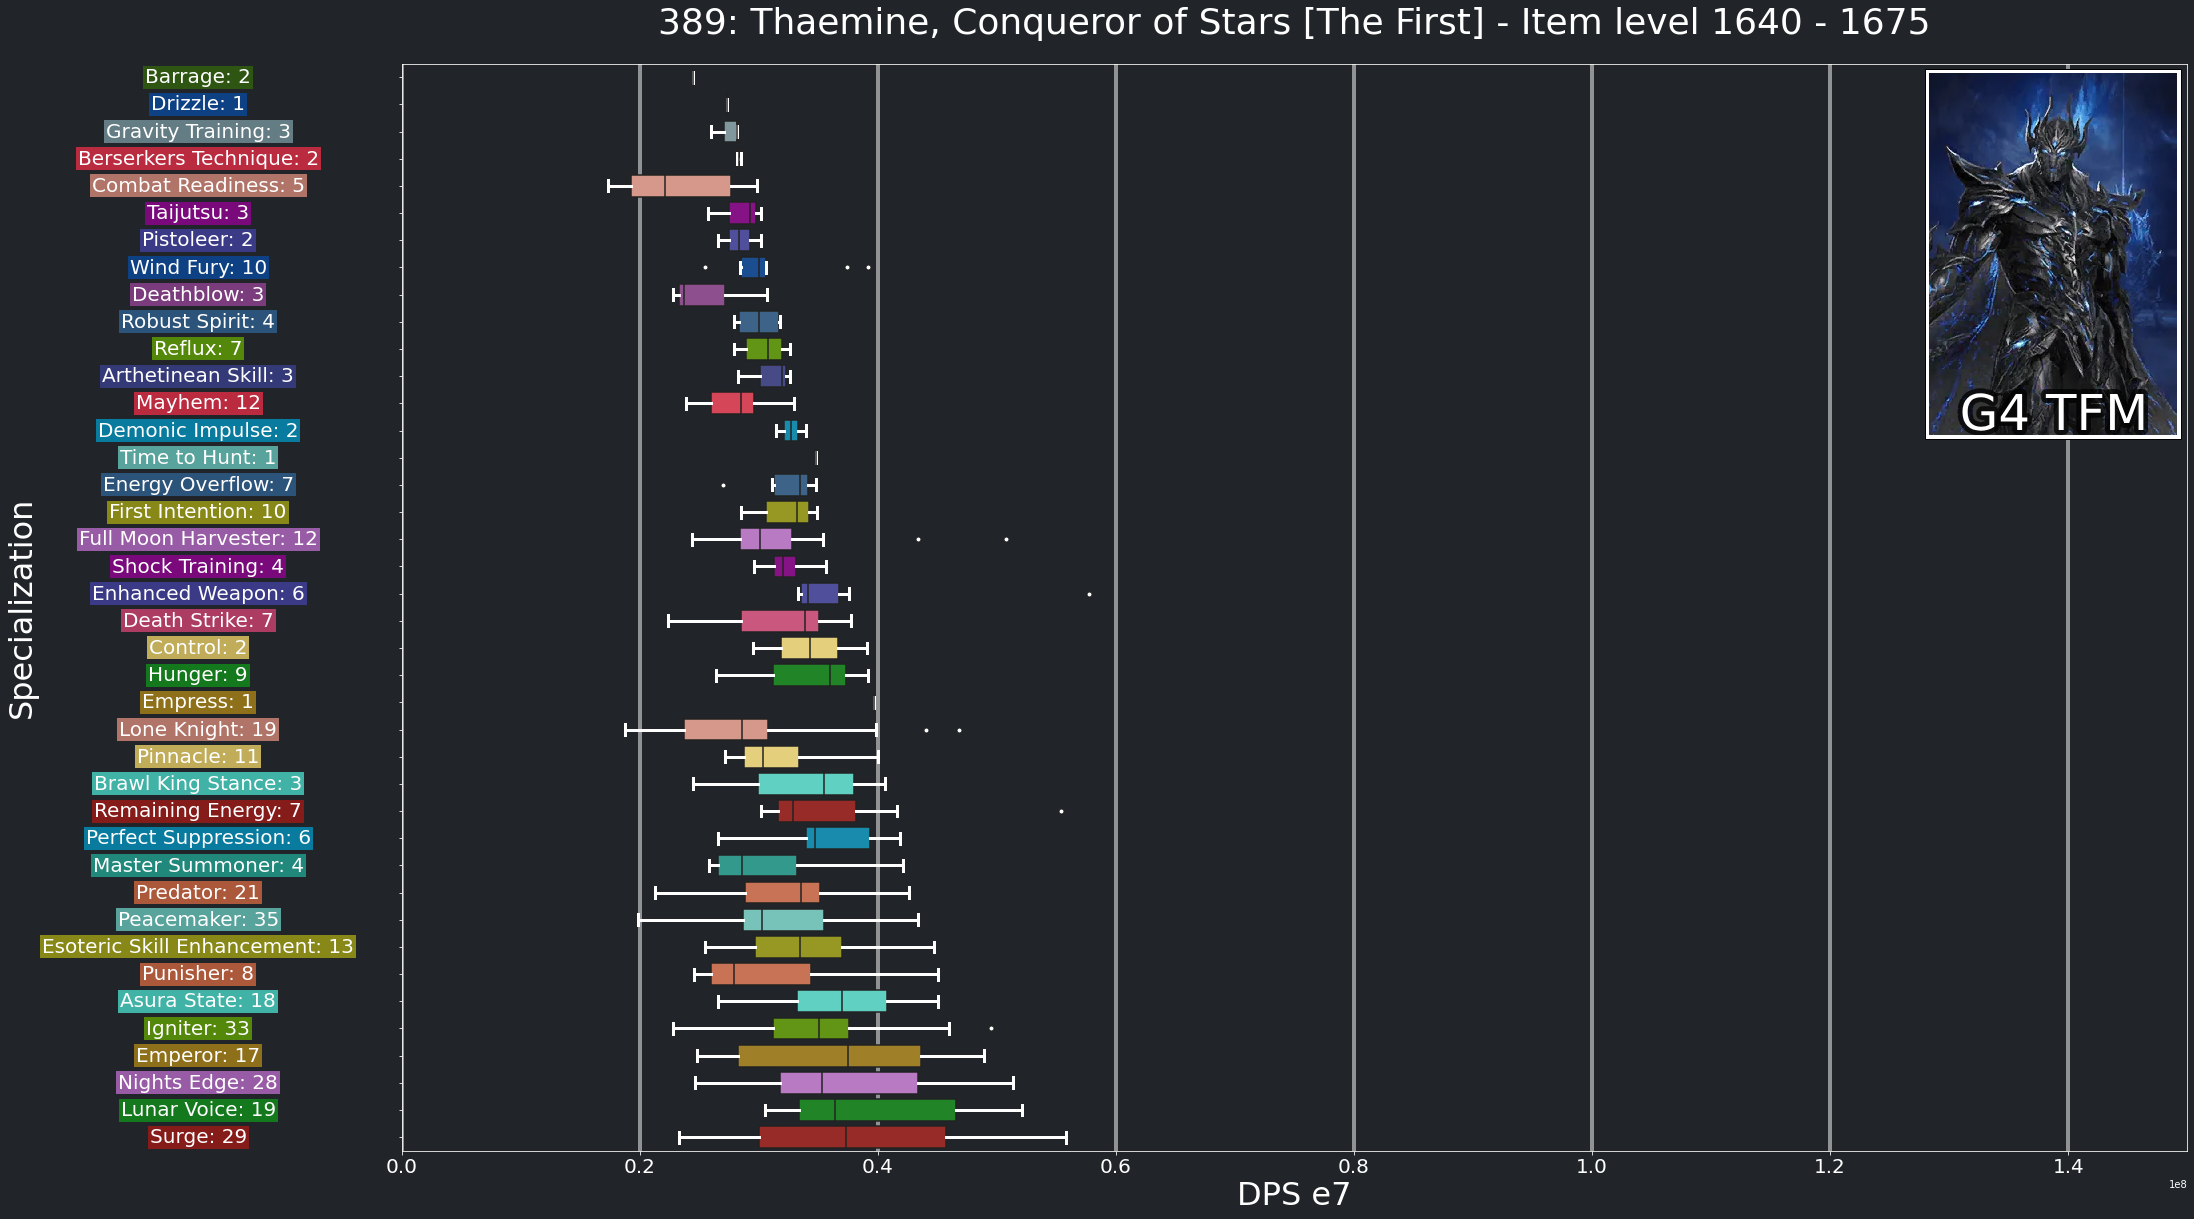 389: Thaemine, Conqueror of Stars [The First] - Item level 1640 - 1675
Barrage: 2
Drizzle: 1
Gravity Training: 3
Berserkers Technique: 2
Combat Readiness: 5
Taijutsu: 3
Pistoleer: 2
Wind Fury: 10
Deathblow: 3
Robust Spirit: 4
Reflux: 7
Arthetinean Skill: 3
Mayhem: 12
Demonic Impulse: 2
Time to Hunt: 1
Energy Overflow: 7
First Intention: 10
Full Moon Harvester: 12
Shock Training: 4
Enhanced Weapon: 6
Death Strike: 7
Control: 2
Hunger: 9
Empress: 1
Lone Knight: 19
Pinnacle: 11
Brawl King Stance: 3
Remaining Energy: 7
Perfect Suppression: 6
Master Summoner: 4
Predator: 21
Peacemaker: 35
Esoteric Skill Enhancement: 13
Punisher: 8
Asura State: 18
Igniter: 33
Emperor: 17
Nights Edge: 28
Lunar Voice: 19
Surge: 29
Specialization
G4 TFM
0.0 0.2 0.4 0.6 0.8 1.0 1.2 1.4
DPS e7
1e8